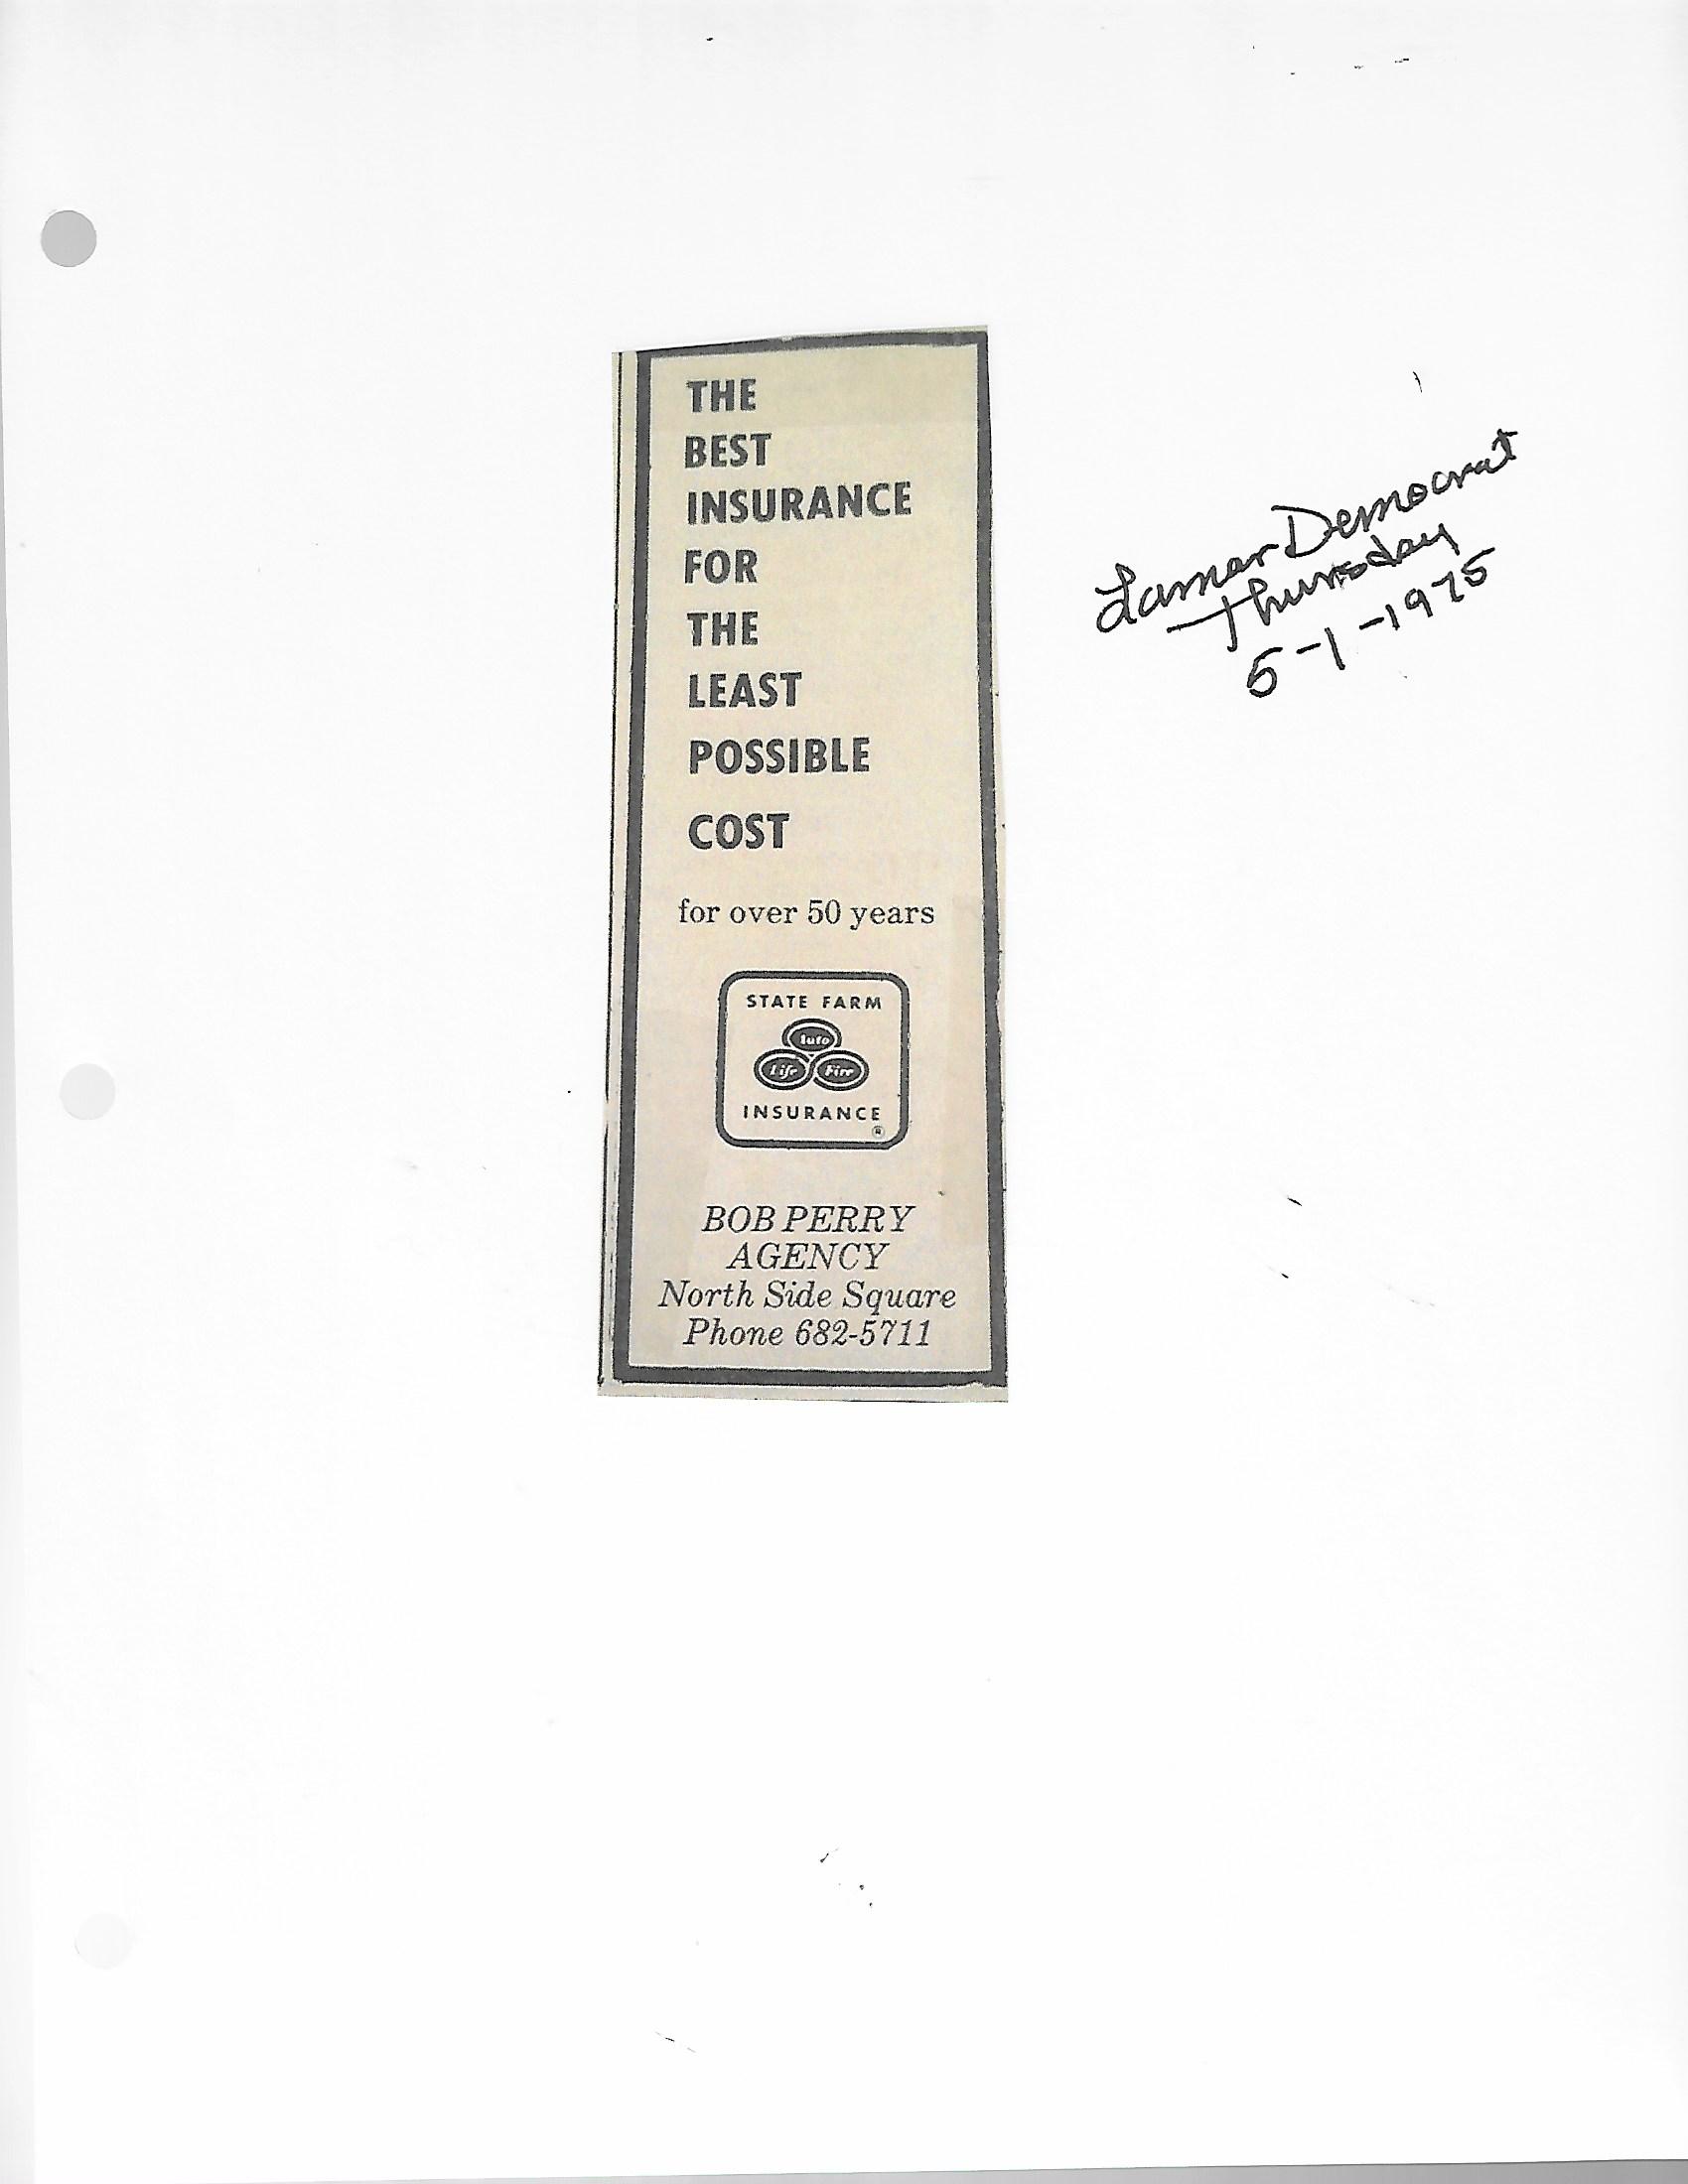 THE
BEST
INSURANCE
FOR
THE
LEAST
POSSIBLE
COST
for over 50 years
STATE FARM
Auto
Life Fire
INSURANCE
®
BOB PERRY
AGENCY
North Side Square
Phone 682-5711
Lamar Democrat
Thursday
5-1-1975